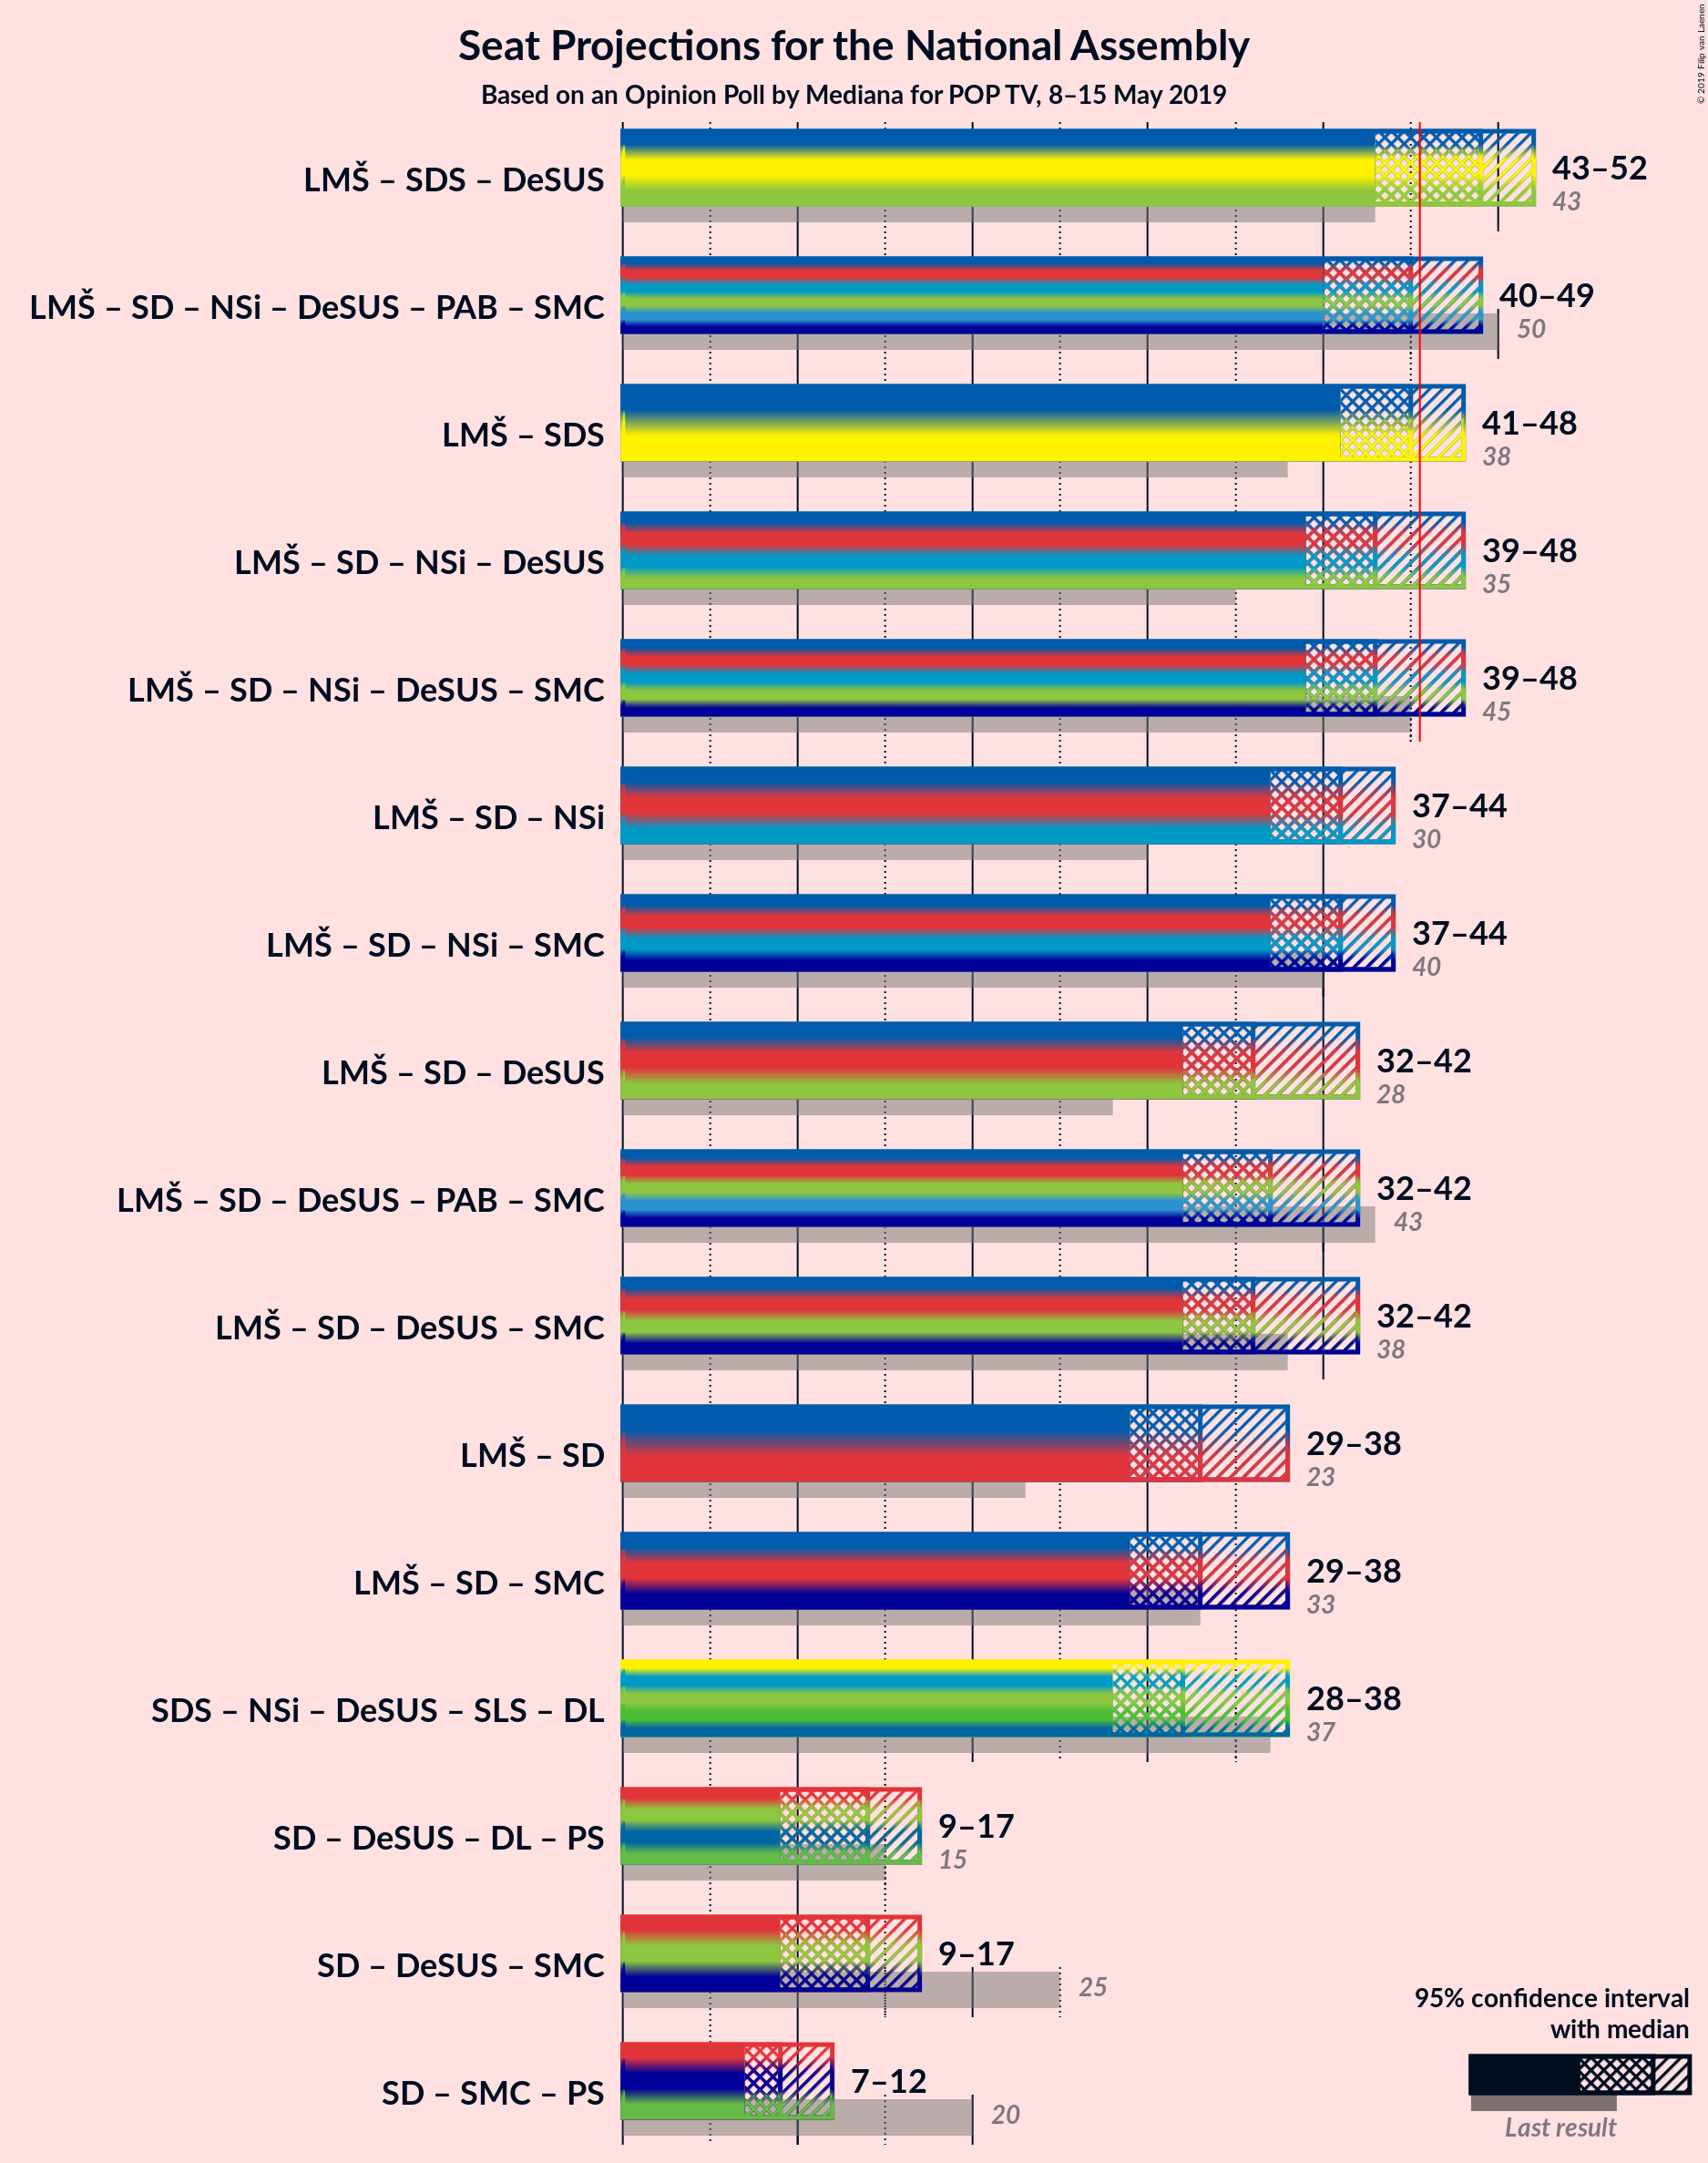 Seat Projections for the National Assembly
Based on an Opinion Poll by Mediana for POP TV, 8–15 May 2019
© 2019 Filip van Laenen
LMŠ – SDS – DeSUS
43–52
43
LMŠ – SD – NSi – DeSUS – PAB – SMC
40–49
50
LMŠ – SDS
41–48
38
LMŠ – SD – NSi – DeSUS
39–48
35
LMŠ – SD – NSi – DeSUS – SMC
39–48
45
LMŠ – SD – NSi
37–44
30
LMŠ – SD – NSi – SMC
37–44
40
LMŠ – SD – DeSUS
32–42
28
LMŠ – SD – DeSUS – PAB – SMC
32–42
43
LMŠ – SD – DeSUS – SMC
32–42
38
LMŠ – SD
29–38
23
LMŠ – SD – SMC
29–38
33
SDS – NSi – DeSUS – SLS – DL
28–38
37
SD – DeSUS – DL – PS
9–17
15
SD – DeSUS – SMC
9–17
25
SD – SMC – PS
7–12
20
95% confidence interval
with median
Last result